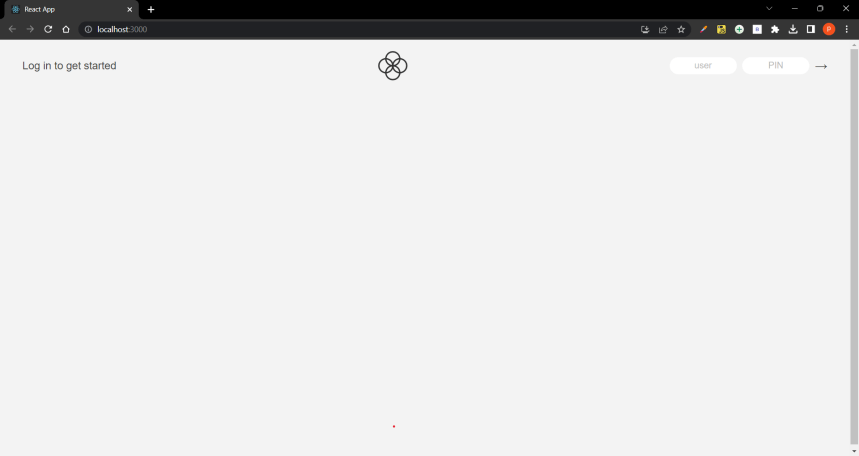 React App
localhost:3000
P
Log in to get started
user
PIN